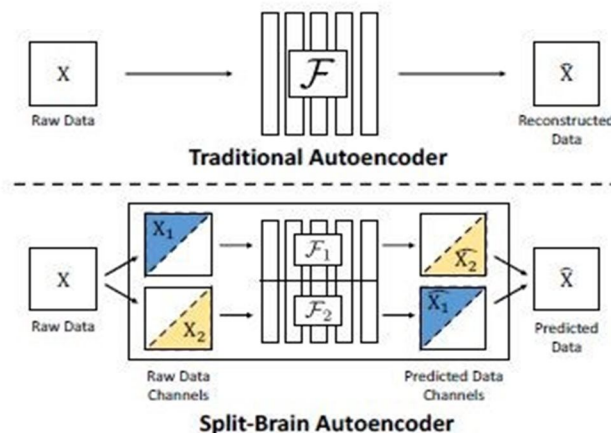 X
F
X̂
Raw Data
Reconstructed
Data
Traditional Autoencoder
X₁
F₁
X̂₂
X
X̂
X₂
F₂
X̂₁
Raw Data
Predicted
Data
Raw Data
Channels
Predicted Data
Channels
Split-Brain Autoencoder